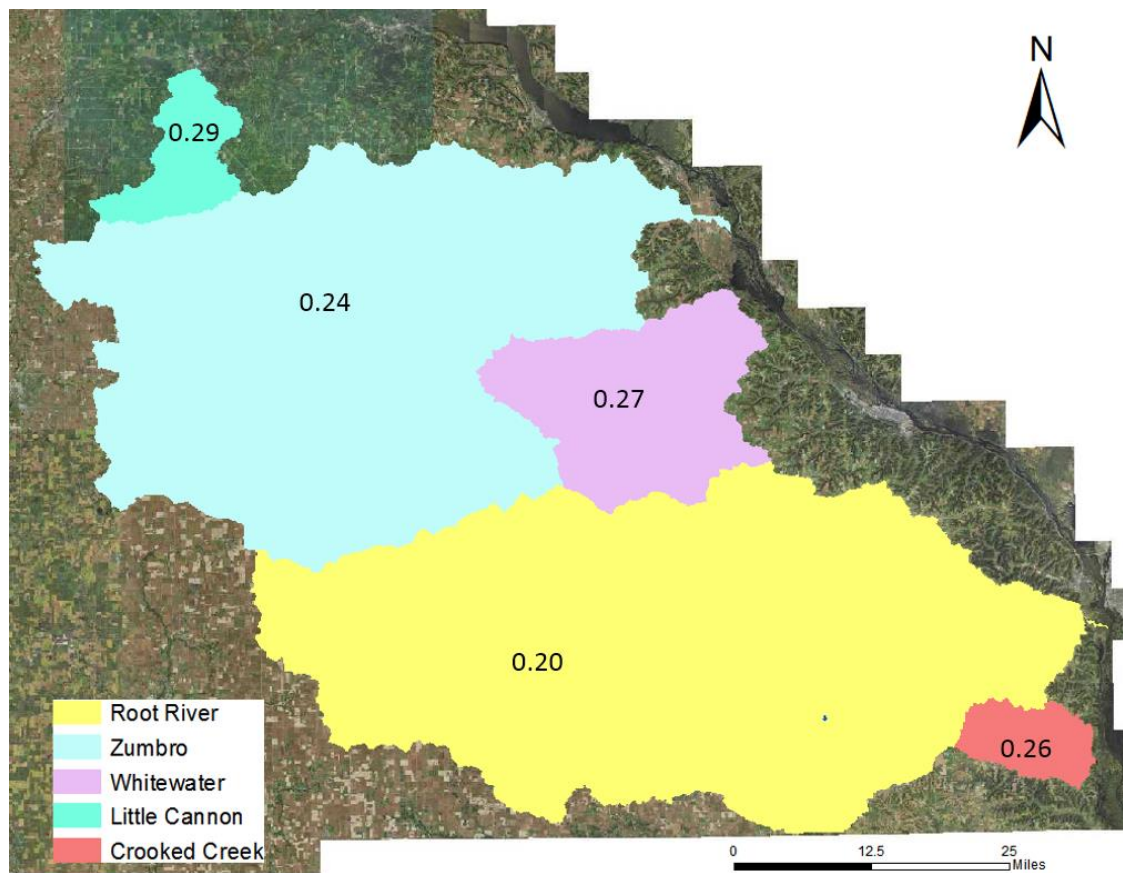 N
0.29
0.24
0.27
0.20
0.26
Root River
Zumbro
Whitewater
Little Cannon
Crooked Creek
0 12.5 25
Miles